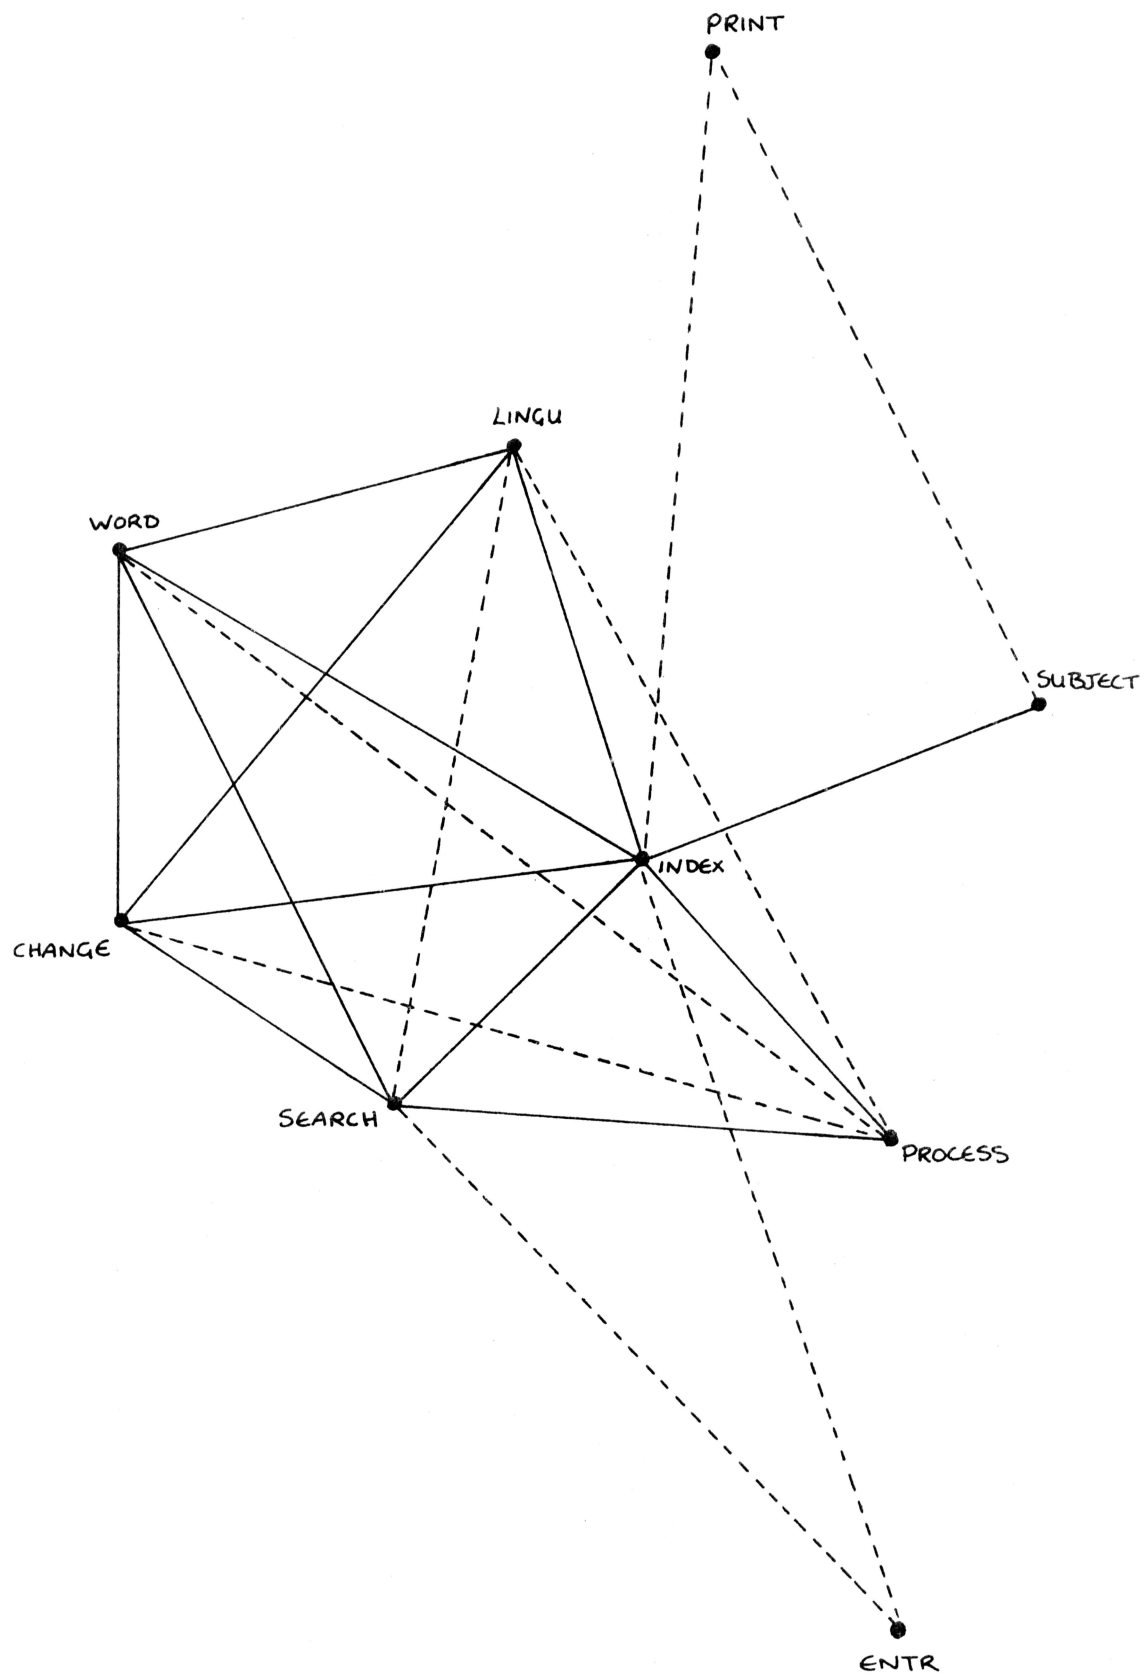 PRINT
LINGU
WORD
SUBJECT
INDEX
CHANGE
SEARCH
PROCESS
ENTR